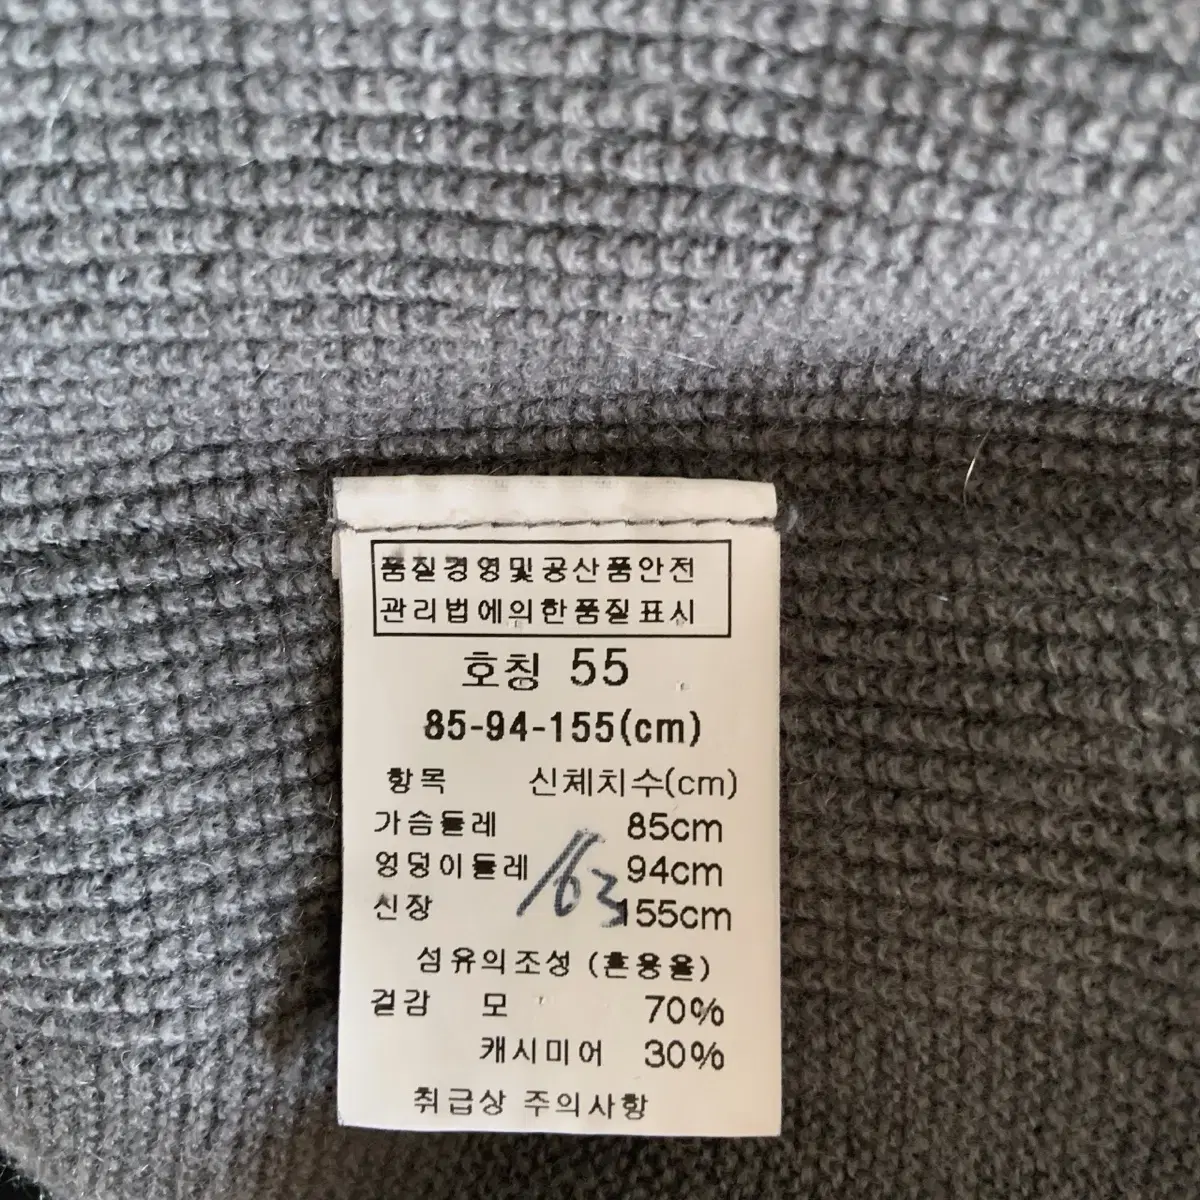 품질경영및공산품안전
관리법에의한품질표시
호칭 55
85-94-155(cm)
항목 신체치수(cm)
가슴둘레 85cm
엉덩이둘레 94cm
신장 155cm
섬유의조성 (혼용율)
겉감 모 70%
캐시미어 30%
취급상 주의사항